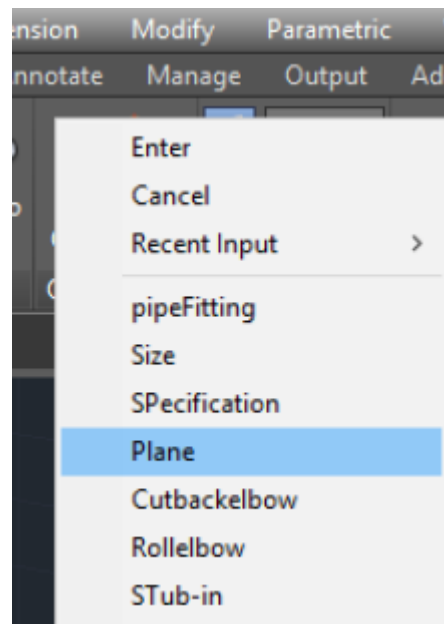 ension Modify Parametric
nnotate Manage Output Ad
Enter
Cancel
Recent Input
pipeFitting
Size
SPecification
Plane
Cutbackelbow
Rollelbow
STub-in